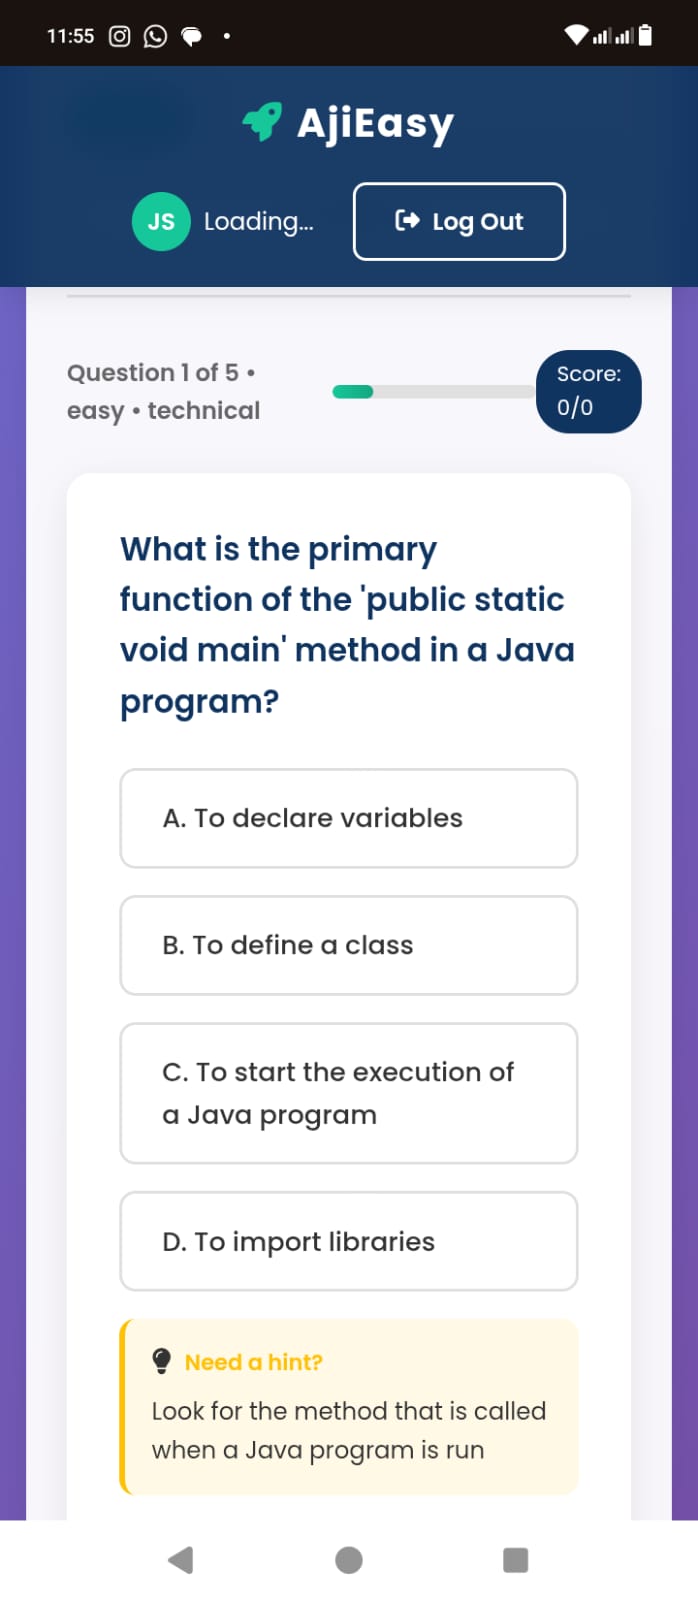 11:55
AjiEasy
JS Loading... Log Out
Question 1 of 5 •
easy • technical
Score:
0/0
What is the primary
function of the 'public static
void main' method in a Java
program?
A. To declare variables
B. To define a class
C. To start the execution of
a Java program
D. To import libraries
Need a hint?
Look for the method that is called
when a Java program is run